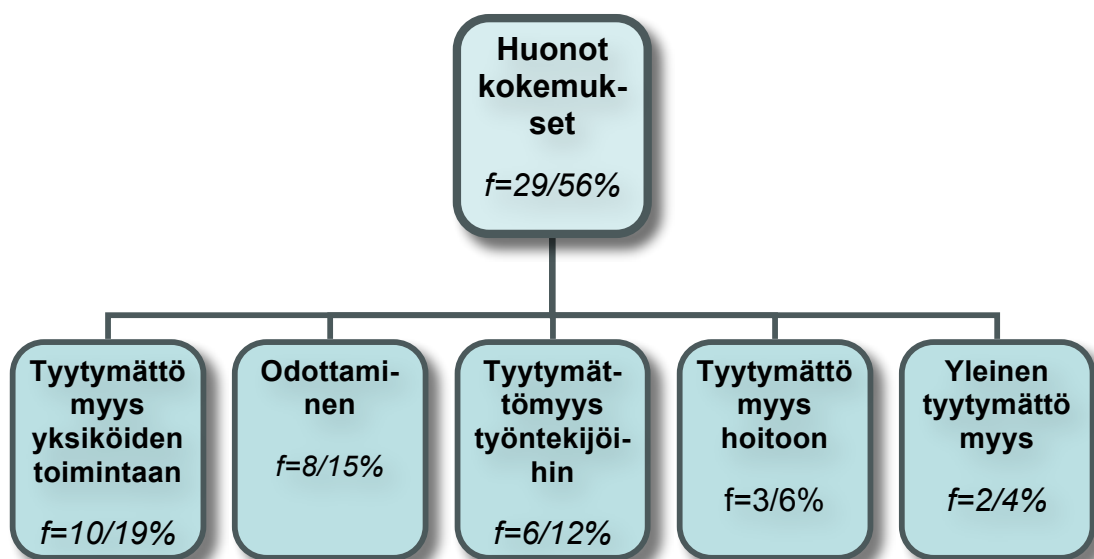 Huonot
kokemuk-
set
f=29/56%
Tyytymättö
myys
yksiköiden
toimintaan
f=10/19%
Odottami-
nen
f=8/15%
Tyytymät-
tömyys
työntekijöi-
hin
f=6/12%
Tyytymättö
myys
hoitoon
f=3/6%
Yleinen
tyytymättö
myys
f=2/4%